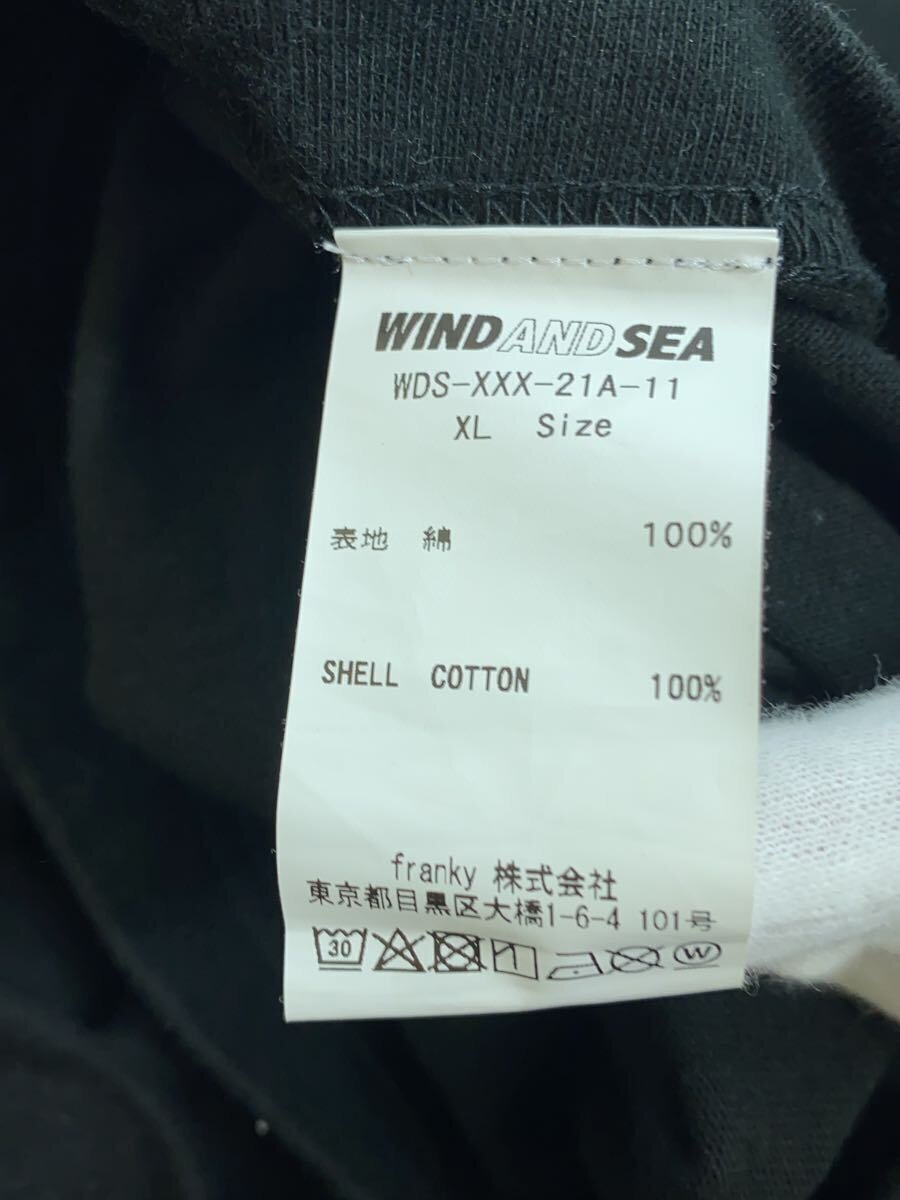 WIND AND SEA
WDS-XXX-21A-11
XL Size
表地 綿 100%
SHELL COTTON 100%
franky 株式会社
東京都目黒区大橋1-6-4 101号
30 W